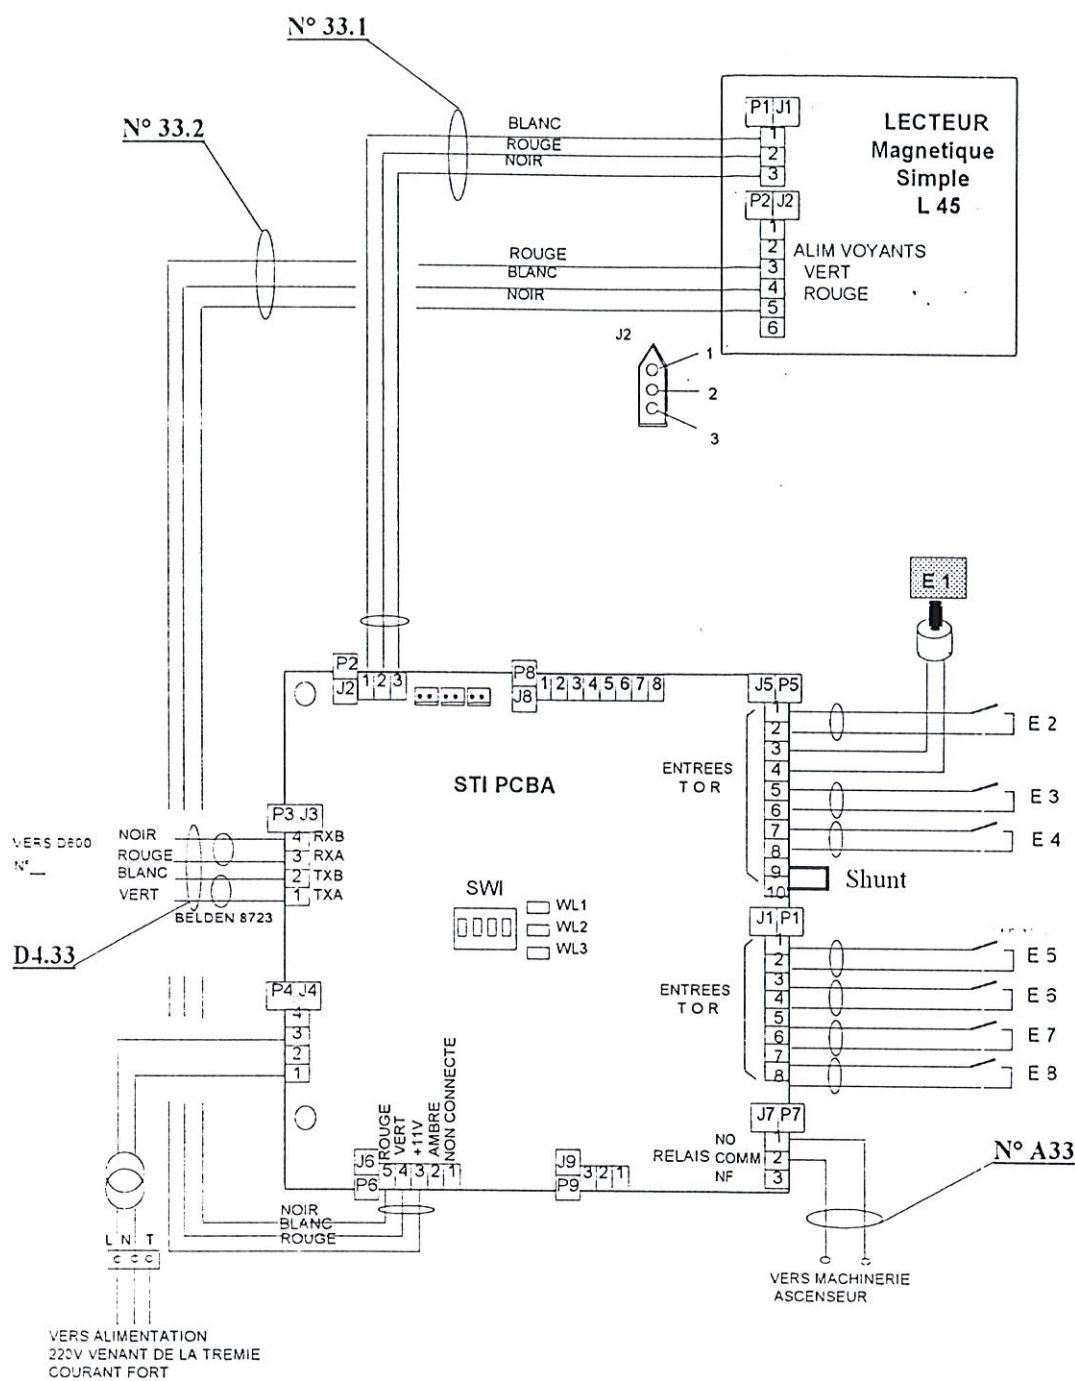 N° 33.1
N° 33.2
BLANC
ROUGE
NOIR
P1 J1
1
2
3
LECTEUR
Magnetique
Simple
L 45
P2 J2
1
2
3
4
5
6
ALIM VOYANTS
VERT
ROUGE
ROUGE
BLANC
NOIR
J2
1
2
3
E 1
P2
J2
1 2 3
P8
J8
1 2 3 4 5 6 7 8
J5 P5
1
2
3
4
5
6
7
8
9
10
ENTREES
T O R
E 2
E 3
E 4
Shunt
STI PCBA
P3 J3
4 RXB
3 RXA
2 TXB
1 TXA
VERS D600
N°__
NOIR
ROUGE
BLANC
VERT
BELDEN 8723
D4.33
SWI
WL1
WL2
WL3
J1 P1
1
2
3
4
5
6
7
8
ENTREES
T O R
E 5
E 6
E 7
E 8
P4 J4
4
3
2
1
ROUGE
VERT
+11V
AMBRE
NON CONNECTE
J6
P6
5 4 3 2 1
J9
P9
3 2 1
J7 P7
1
2
3
NO
RELAIS COMM
NF
N° A33
NOIR
BLANC
ROUGE
L N T
VERS MACHINERIE
ASCENSEUR
VERS ALIMENTATION
220V VENANT DE LA TREMIE
COURANT FORT